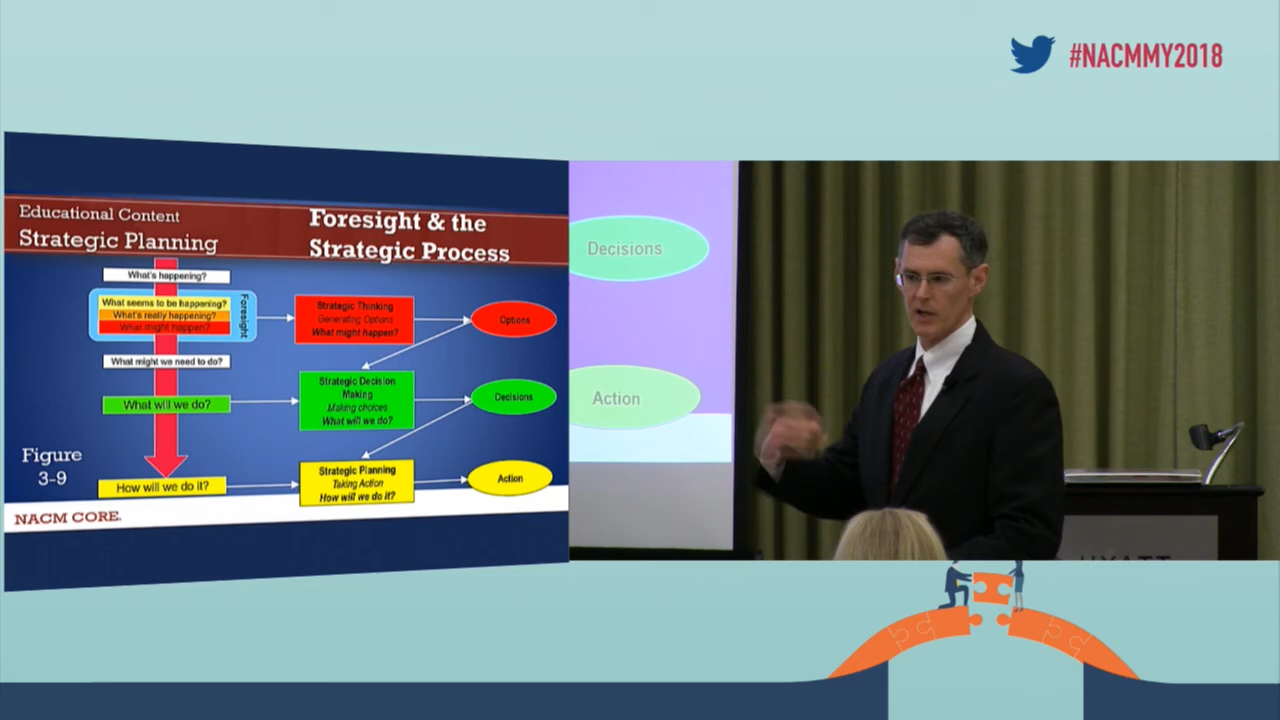 #NACMMY2018
Educational Content
Strategic Planning
Foresight & the
Strategic Process
What's happening?
What seems to be happening?
What's really happening?
What might happen?
Foresight
What might we need to do?
What will we do?
How will we do it?
Strategic Thinking
Generating Options
What might happen?
Options
Strategic Decision
Making
Making choices
What will we do?
Decisions
Strategic Planning
Taking Action
How will we do it?
Action
Figure
3-9
NACM CORE.
Decisions
Action
HYATT